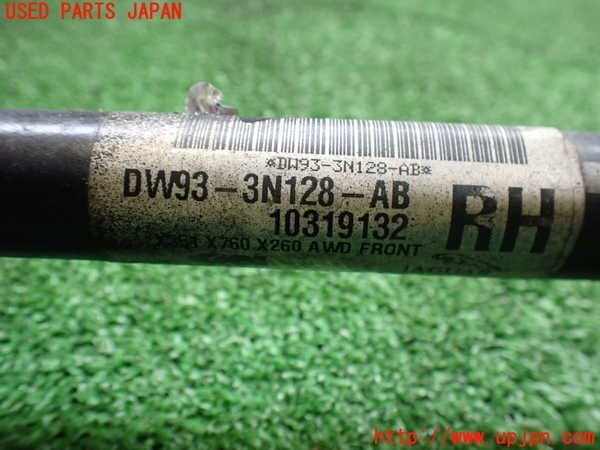 USED PARTS JAPAN
*DW93-3N128-AB*
DW93-3N128-AB
RH
10319132
X351 X760 X260 AWD FRONT
http://www.upjpn.com/